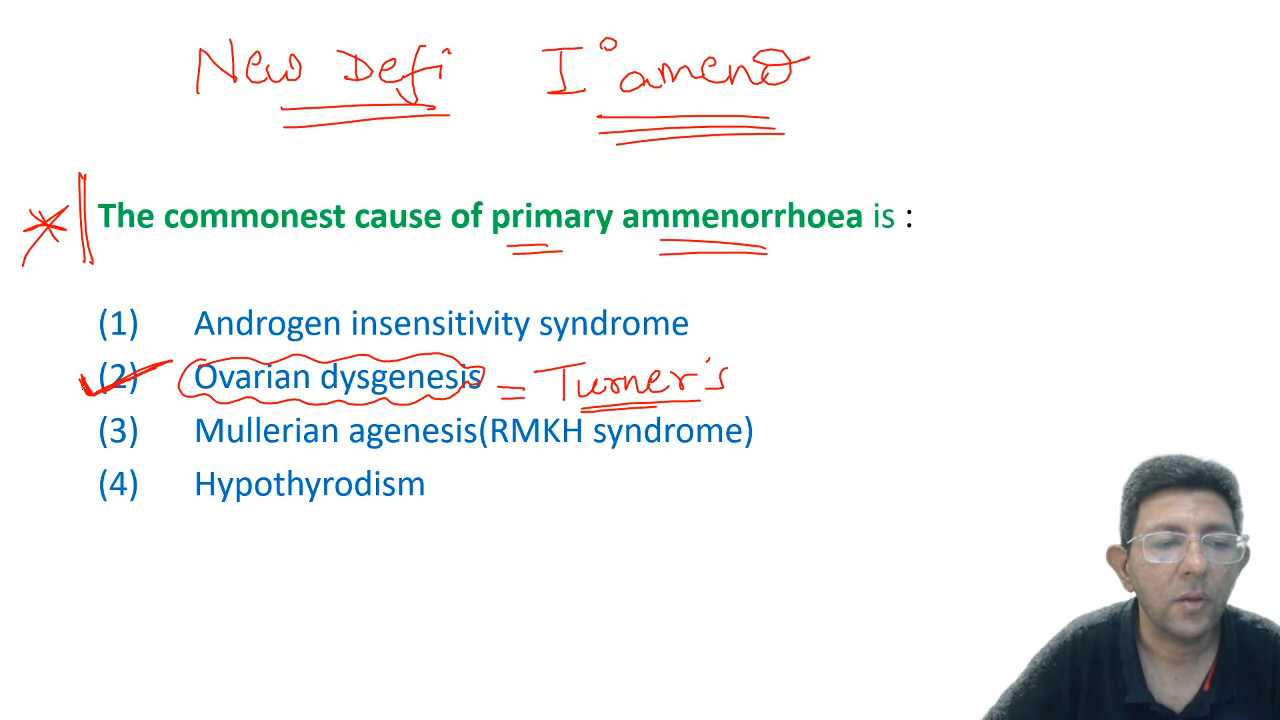 New Defi I° ameno
The commonest cause of primary ammenorrhoea is :
(1) Androgen insensitivity syndrome
(2) Ovarian dysgenesis = Turner's
(3) Mullerian agenesis(RMKH syndrome)
(4) Hypothyrodism